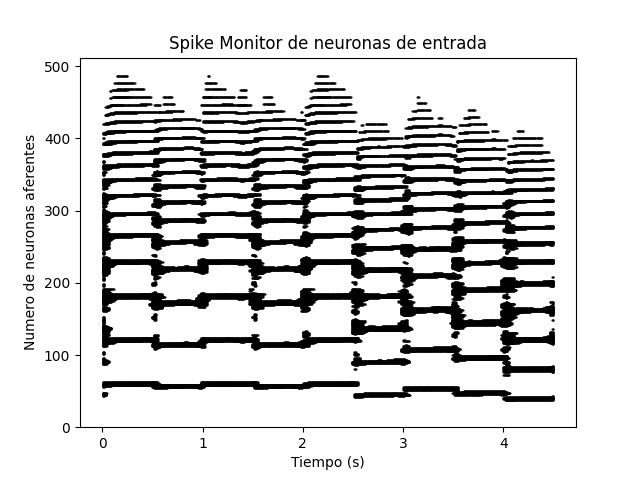 Spike Monitor de neuronas de entrada
Numero de neuronas aferentes
500
400
300
200
100
0
0 1 2 3 4
Tiempo (s)